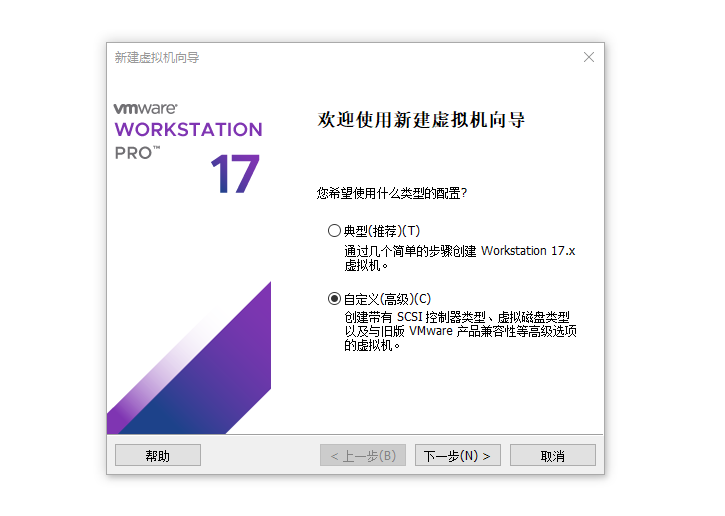 新建虚拟机向导
vmware®
WORKSTATION
PRO™
17
欢迎使用新建虚拟机向导
您希望使用什么类型的配置?
典型(推荐)(T)
通过几个简单的步骤创建 Workstation 17.x
虚拟机。
自定义(高级)(C)
创建带有 SCSI 控制器类型、虚拟磁盘类型
以及与旧版 VMware 产品兼容性等高级选项
的虚拟机。
帮助
< 上一步(B)
下一步(N) >
取消